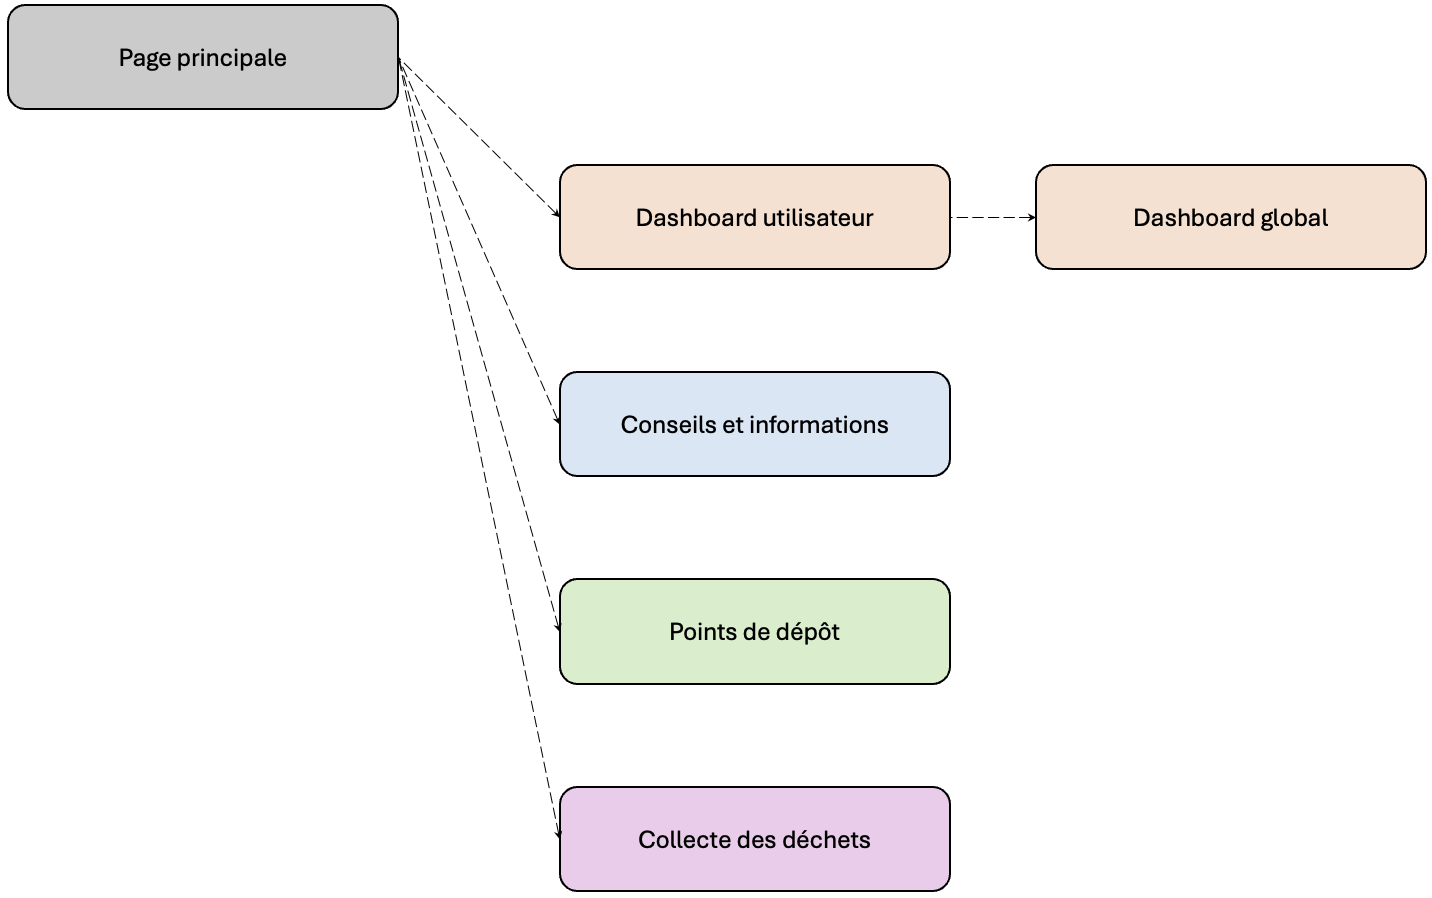 Page principale
Dashboard utilisateur
Dashboard global
Conseils et informations
Points de dépôt
Collecte des déchets